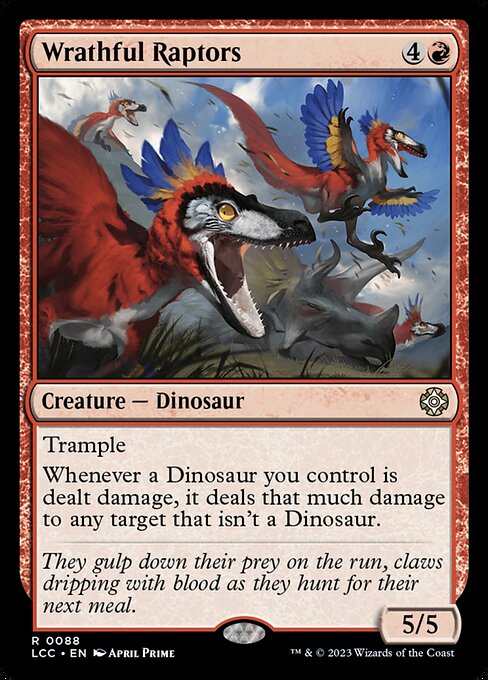 Wrathful Raptors 4
Creature — Dinosaur
Trample
Whenever a Dinosaur you control is
dealt damage, it deals that much damage
to any target that isn't a Dinosaur.
They gulp down their prey on the run, claws
dripping with blood as they hunt for their
next meal.
5/5
R 0088
LCC • EN April Prime
™ & © 2023 Wizards of the Coast